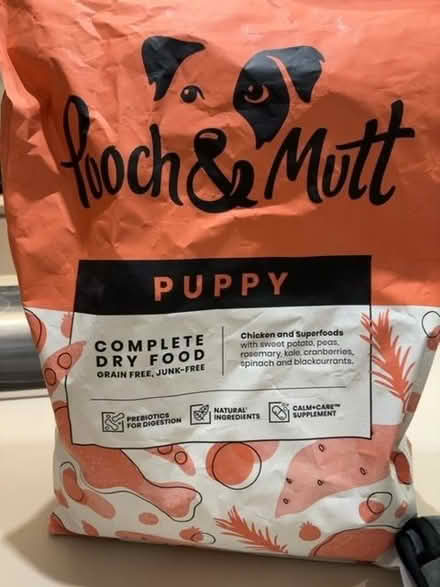 Pooch & Mutt
PUPPY
COMPLETE
DRY FOOD
GRAIN FREE, JUNK-FREE
Chicken and Superfoods
with sweet potato, peas,
rosemary, kale, cranberries,
spinach and blackcurrants.
PREBIOTICS
FOR DIGESTION
NATURAL
INGREDIENTS
CALM+CARE™
SUPPLEMENT